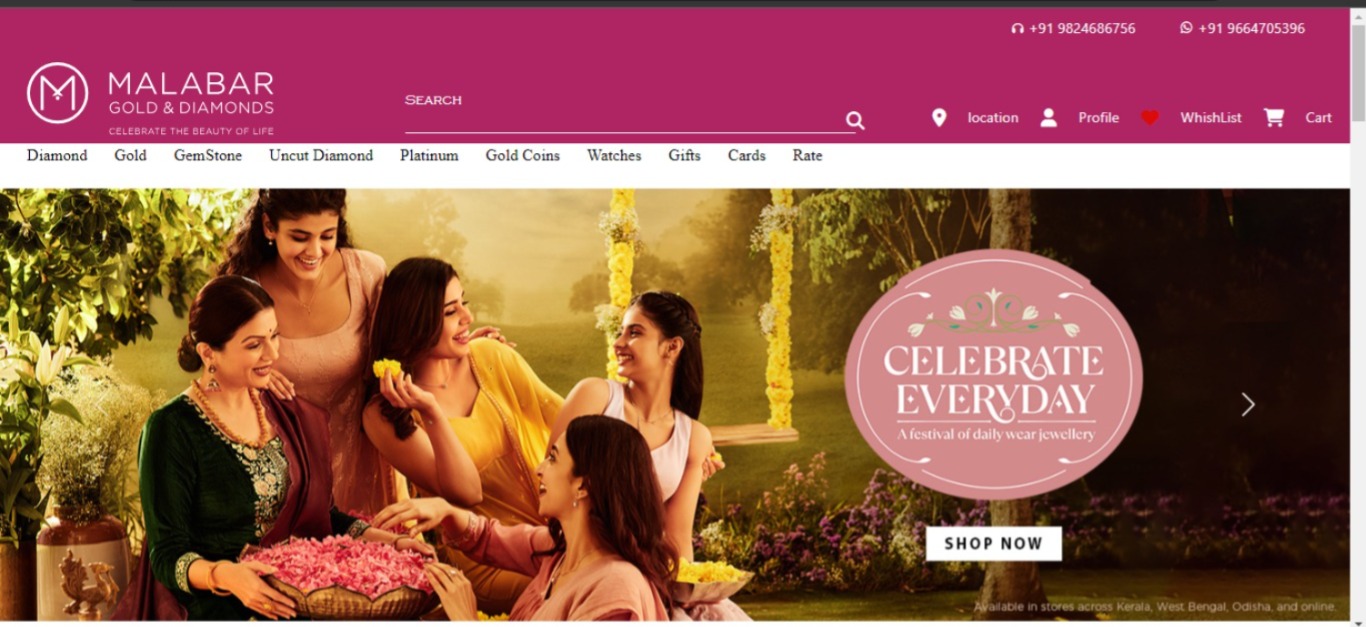 +91 9824686756 +91 9664705396
MALABAR
GOLD & DIAMONDS
CELEBRATE THE BEAUTY OF LIFE
SEARCH
location Profile WhishList Cart
Diamond Gold GemStone Uncut Diamond Platinum Gold Coins Watches Gifts Cards Rate
CELEBRATE
EVERYDAY
A festival of daily wear jewellery
SHOP NOW
Available in stores across Kerala, West Bengal, Odisha, and online.